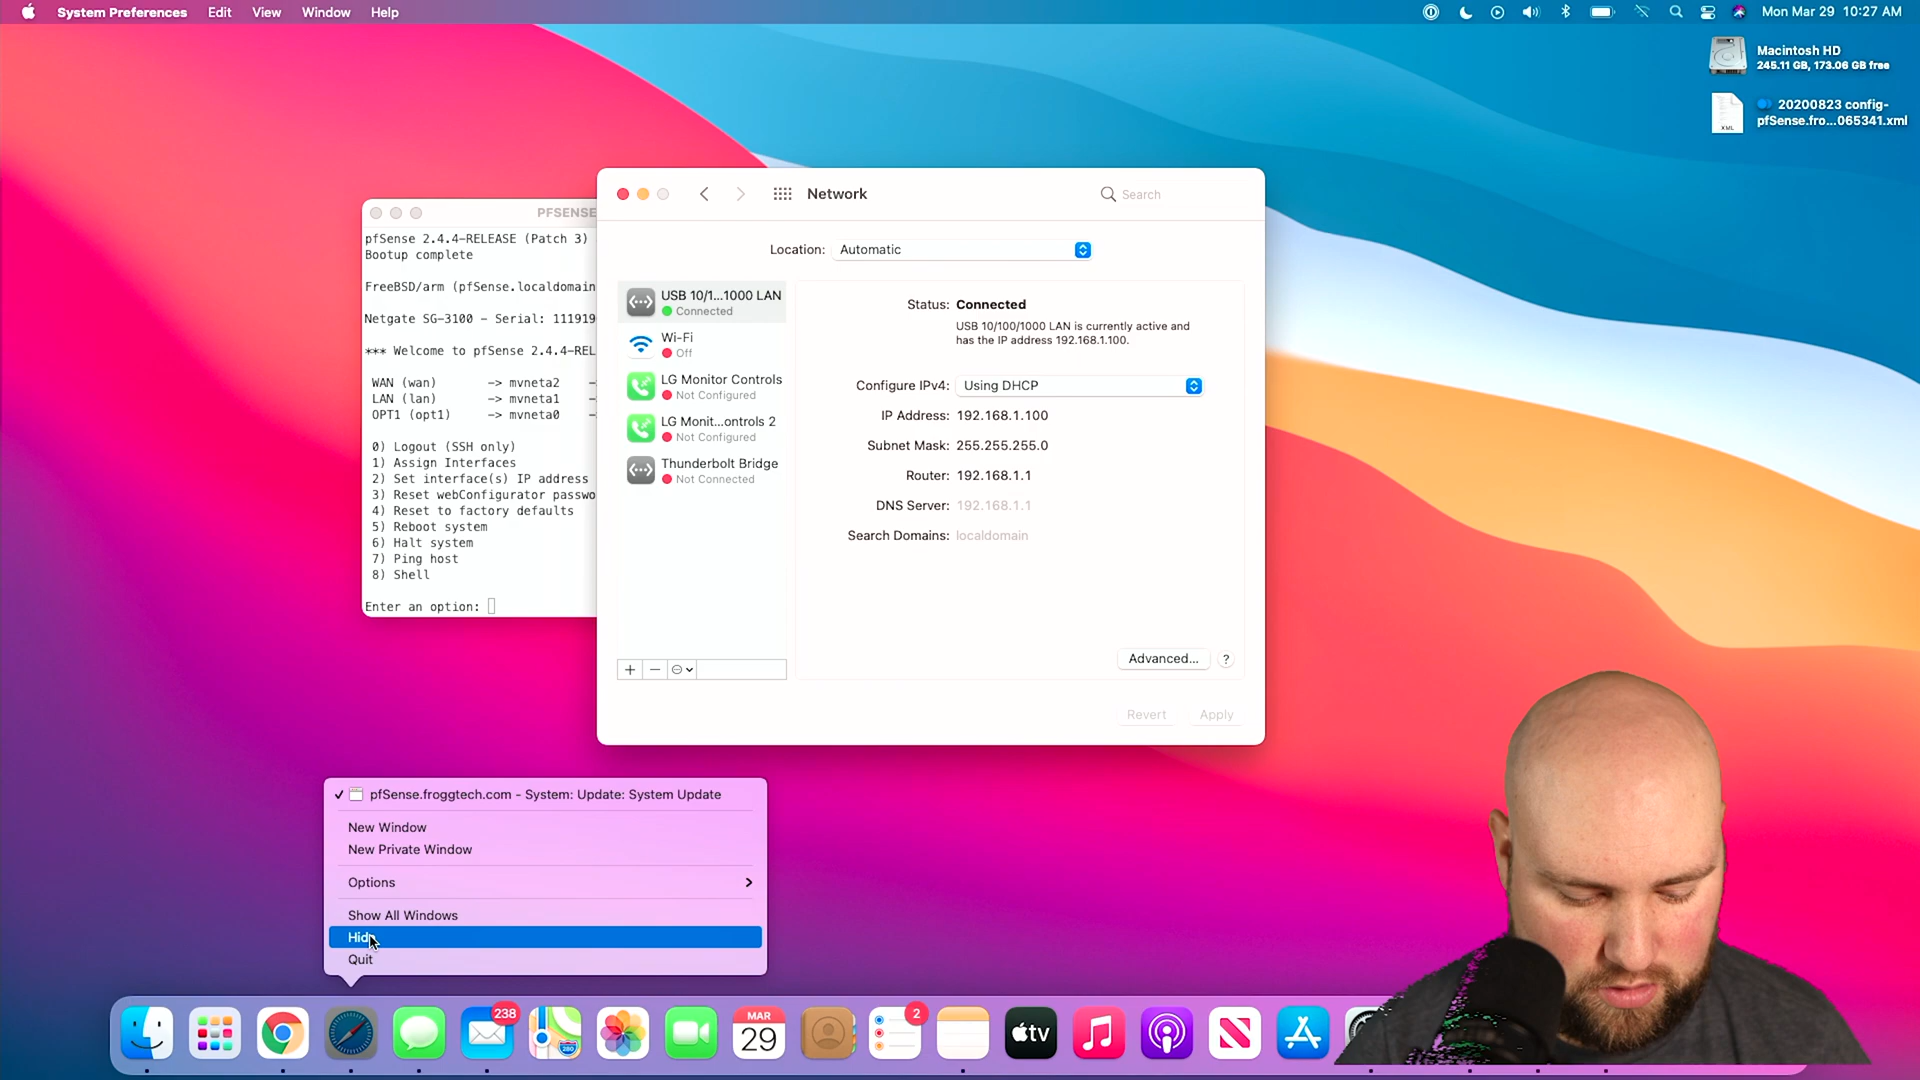 System Preferences Edit View Window Help
Mon Mar 29 10:27 AM
Macintosh HD
245.11 GB, 173.06 GB free
XML
20200823 config-
pfSense.fro...065341.xml
PFSENSE
pfSense 2.4.4-RELEASE (Patch 3)
Bootup complete
FreeBSD/arm (pfSense.localdomain
Netgate SG-3100 - Serial: 111919
*** Welcome to pfSense 2.4.4-REL
WAN (wan) -> mvneta2 -
LAN (lan) -> mvneta1 -
OPT1 (opt1) -> mvneta0 -
0) Logout (SSH only)
1) Assign Interfaces
2) Set interface(s) IP address
3) Reset webConfigurator passwo
4) Reset to factory defaults
5) Reboot system
6) Halt system
7) Ping host
8) Shell
Enter an option:
Network
Search
Location: Automatic
USB 10/1...1000 LAN
Connected
Wi-Fi
Off
LG Monitor Controls
Not Configured
LG Monit...ontrols 2
Not Configured
Thunderbolt Bridge
Not Connected
Status: Connected
USB 10/100/1000 LAN is currently active and
has the IP address 192.168.1.100.
Configure IPv4: Using DHCP
IP Address: 192.168.1.100
Subnet Mask: 255.255.255.0
Router: 192.168.1.1
DNS Server: 192.168.1.1
Search Domains: localdomain
Advanced... ?
Revert Apply
pfSense.froggtech.com - System: Update: System Update
New Window
New Private Window
Options
Show All Windows
Hide
Quit
238
MAR
29
2
tv
280